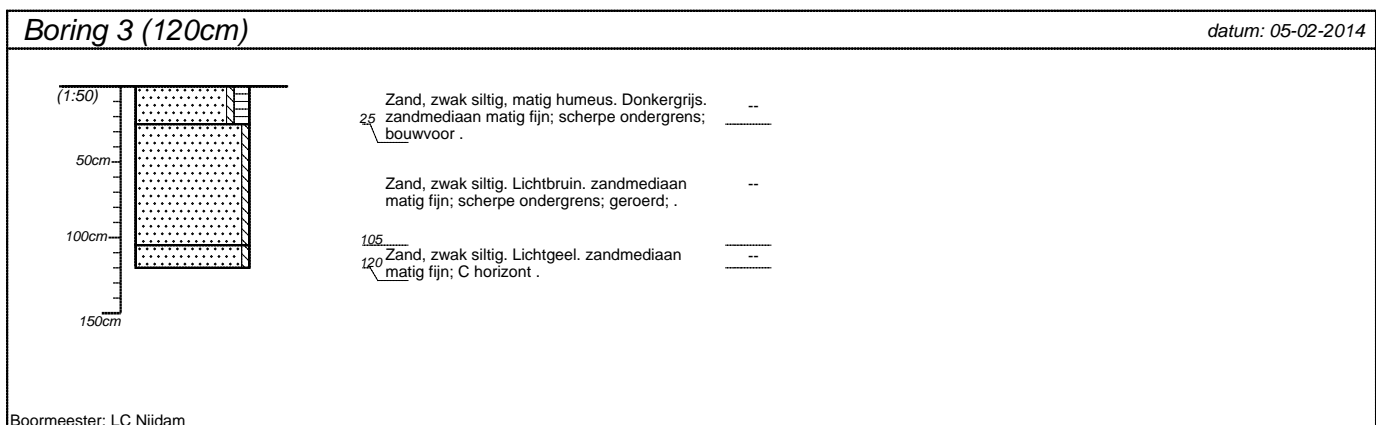 Boring 3 (120cm)
datum: 05-02-2014
(1:50)
50cm
100cm
150cm
25
Zand, zwak siltig, matig humeus. Donkergrijs.
zandmediaan matig fijn; scherpe ondergrens;
bouwvoor .
--
Zand, zwak siltig. Lichtbruin. zandmediaan
matig fijn; scherpe ondergrens; geroerd; .
--
105
120
Zand, zwak siltig. Lichtgeel. zandmediaan
matig fijn; C horizont .
--
Boormeester: LC Nijdam